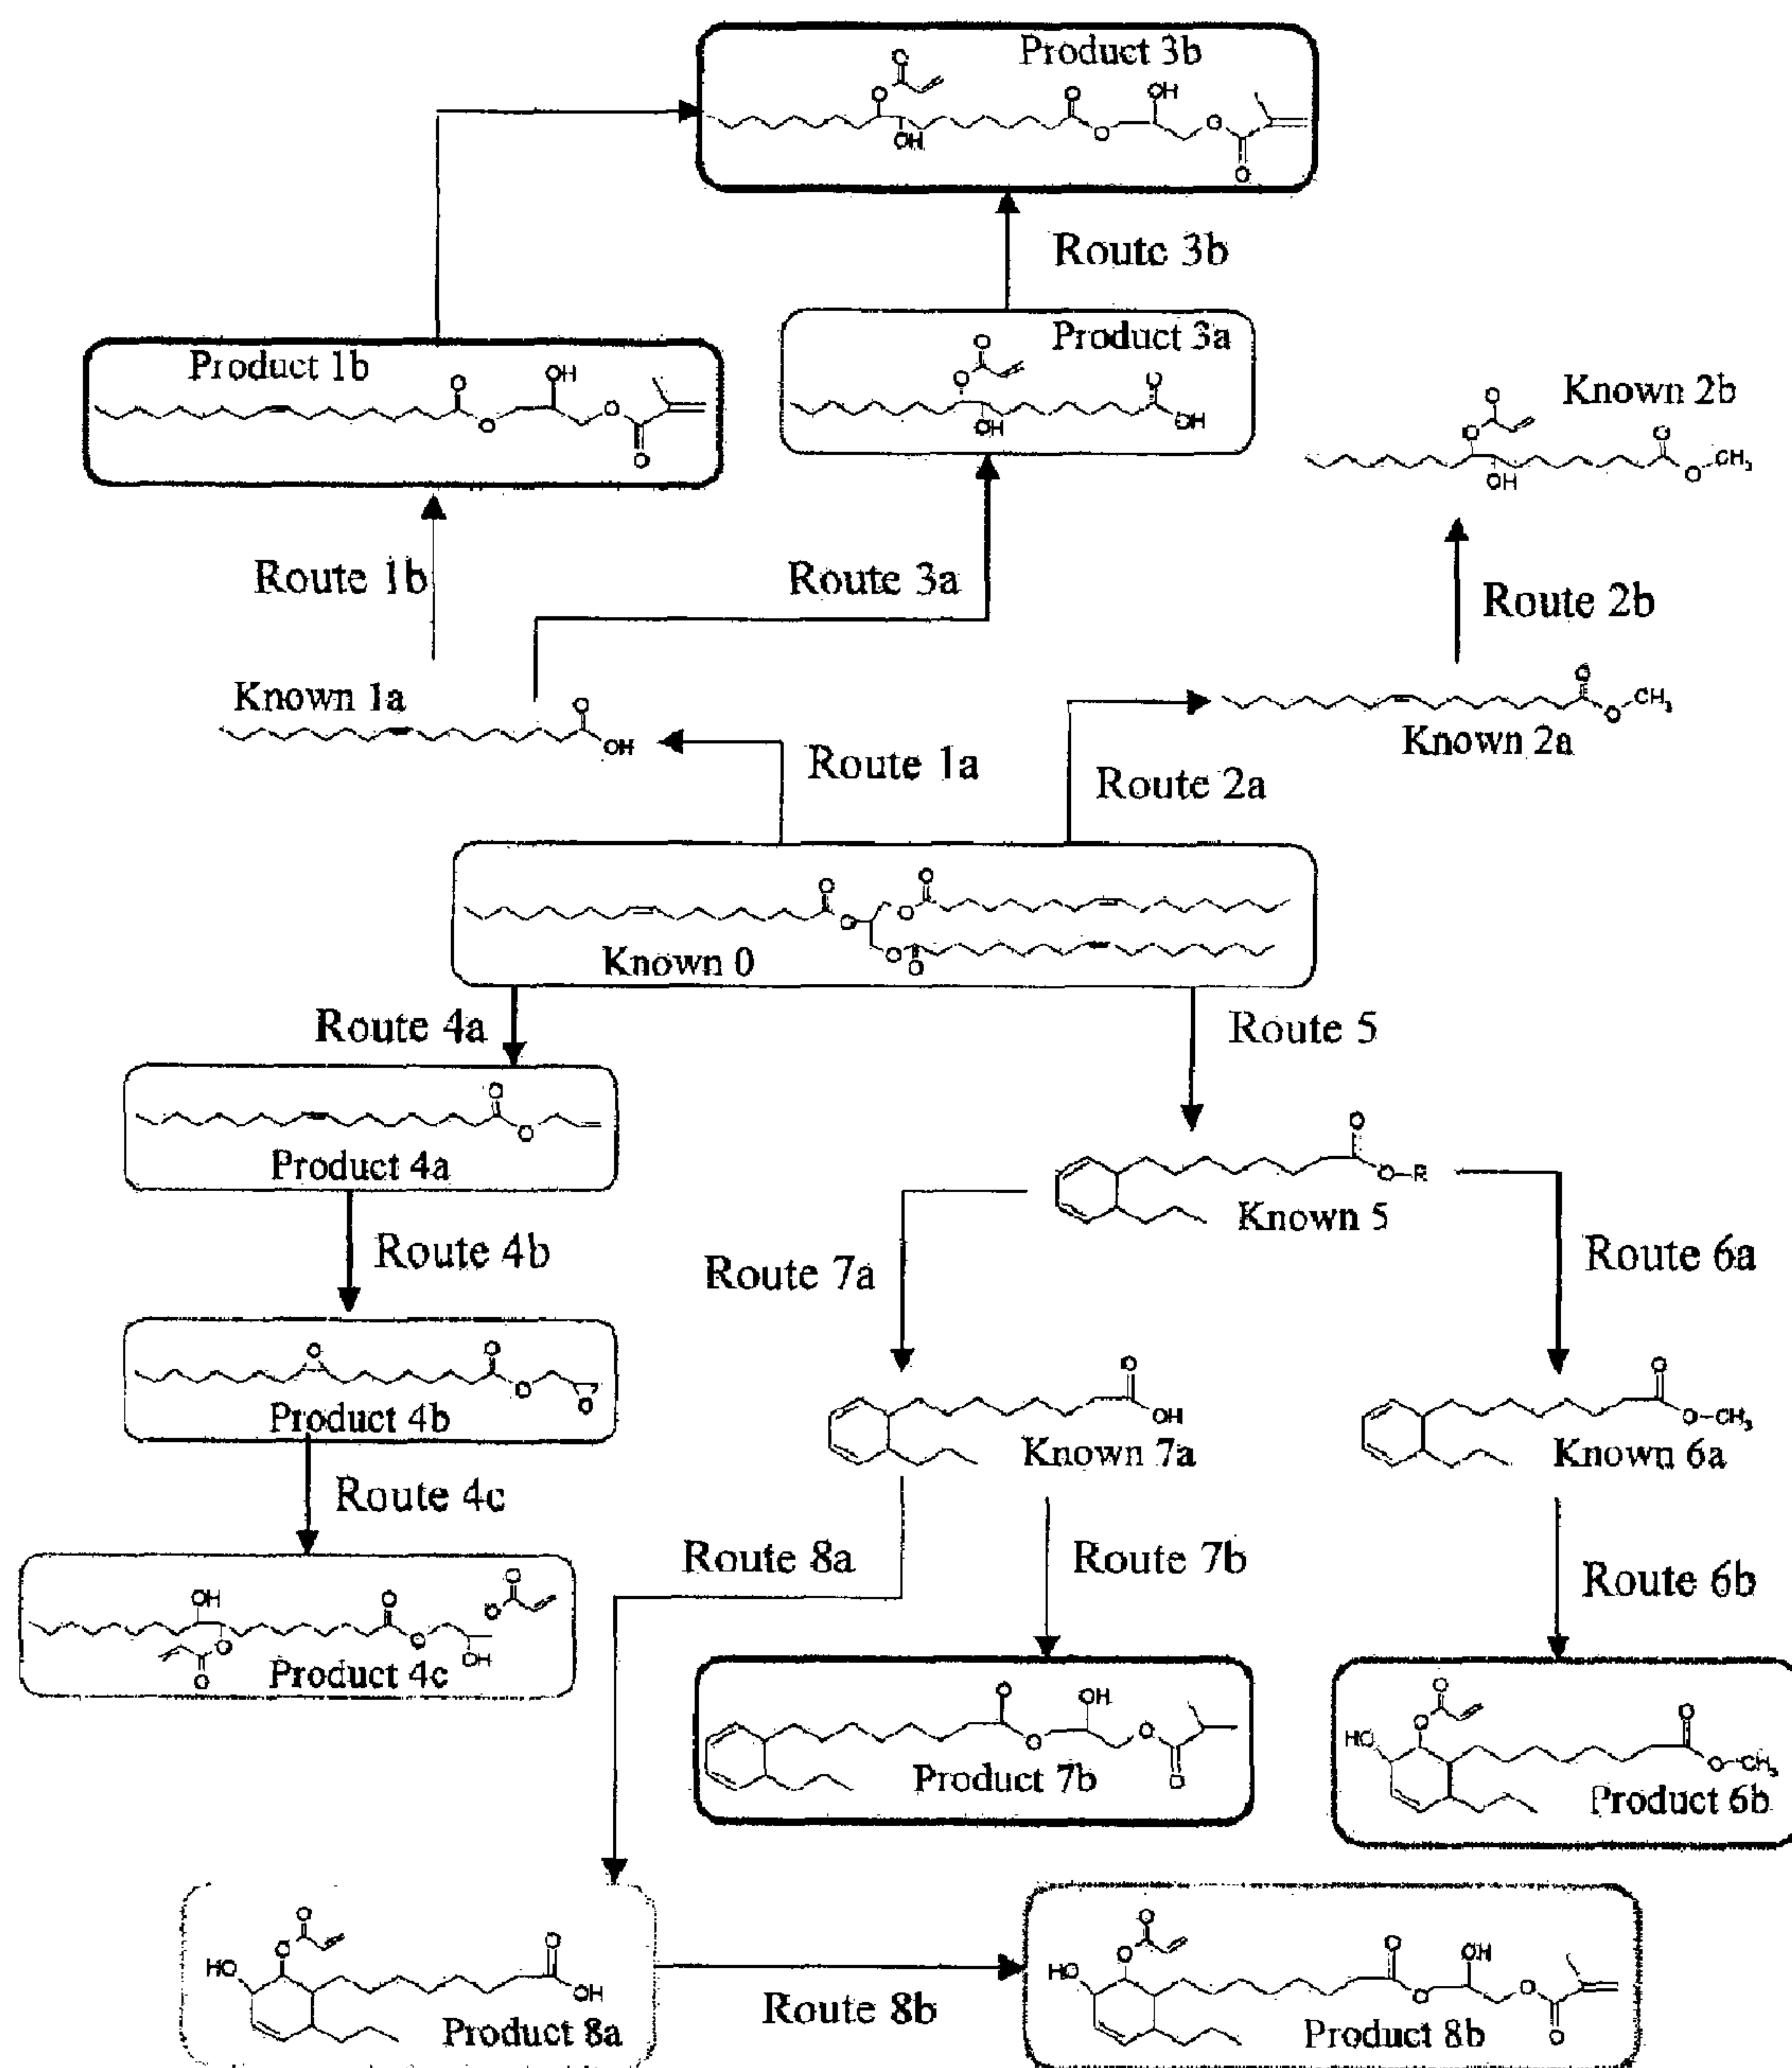 Product 3b
Route 3b
Product 3a
Product 1b
Known 2b
Route 1b
Route 3a
Route 2b
Known 1a
Known 2a
Route 1a
Route 2a
Known 0
Route 4a
Route 5
Product 4a
Known 5
Route 4b
Route 7a
Route 6a
Product 4b
Known 7a
Known 6a
Route 4c
Route 8a
Route 7b
Route 6b
Product 4c
Product 7b
Product 6b
Product 8a
Route 8b
Product 8b